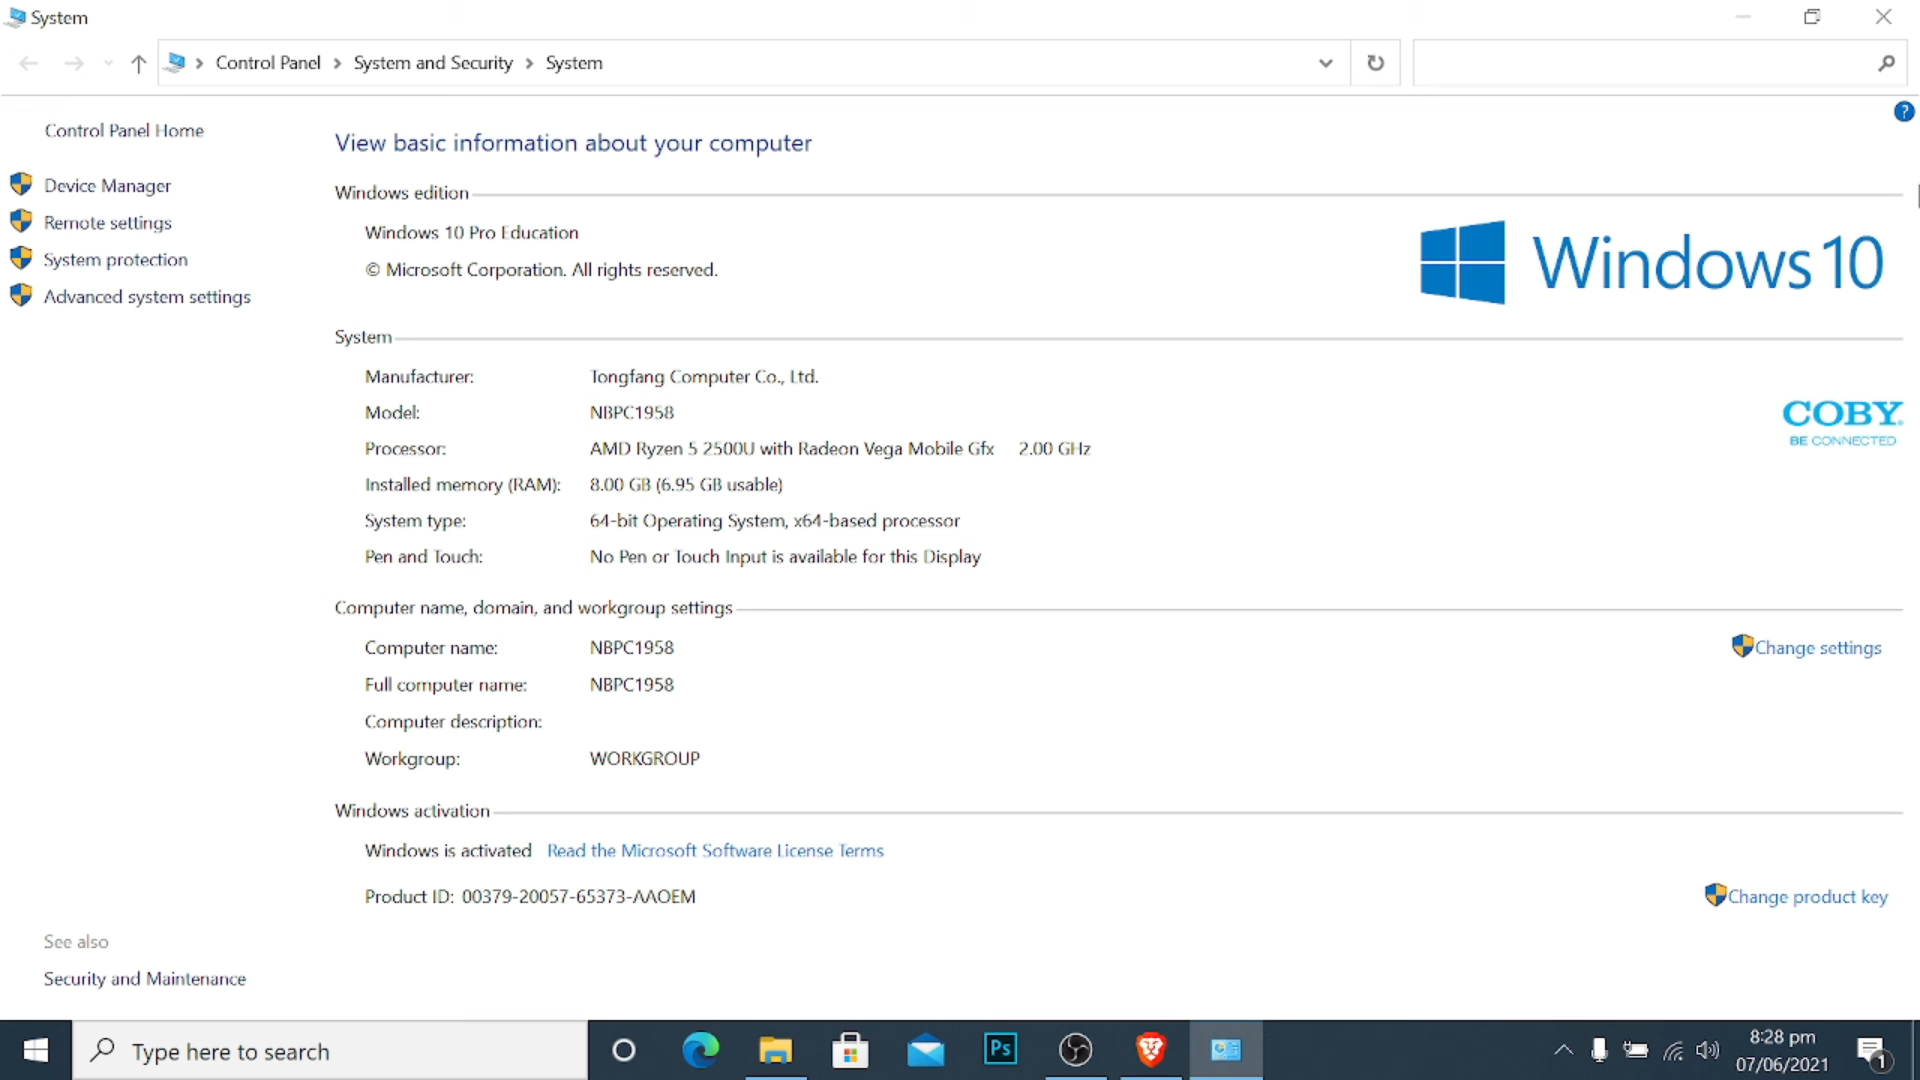 System
Control Panel > System and Security > System
?
Control Panel Home
Device Manager
Remote settings
System protection
Advanced system settings
View basic information about your computer
Windows edition
Windows 10 Pro Education
© Microsoft Corporation. All rights reserved.
Windows 10
System
Manufacturer: Tongfang Computer Co., Ltd.
Model: NBPC1958
Processor: AMD Ryzen 5 2500U with Radeon Vega Mobile Gfx 2.00 GHz
Installed memory (RAM): 8.00 GB (6.95 GB usable)
System type: 64-bit Operating System, x64-based processor
Pen and Touch: No Pen or Touch Input is available for this Display
COBY.
BE CONNECTED
Computer name, domain, and workgroup settings
Computer name: NBPC1958
Change settings
Full computer name: NBPC1958
Computer description:
Workgroup: WORKGROUP
Windows activation
Windows is activated Read the Microsoft Software License Terms
Product ID: 00379-20057-65373-AAOEM
Change product key
See also
Security and Maintenance
Type here to search
Ps
8:28 pm
07/06/2021
1